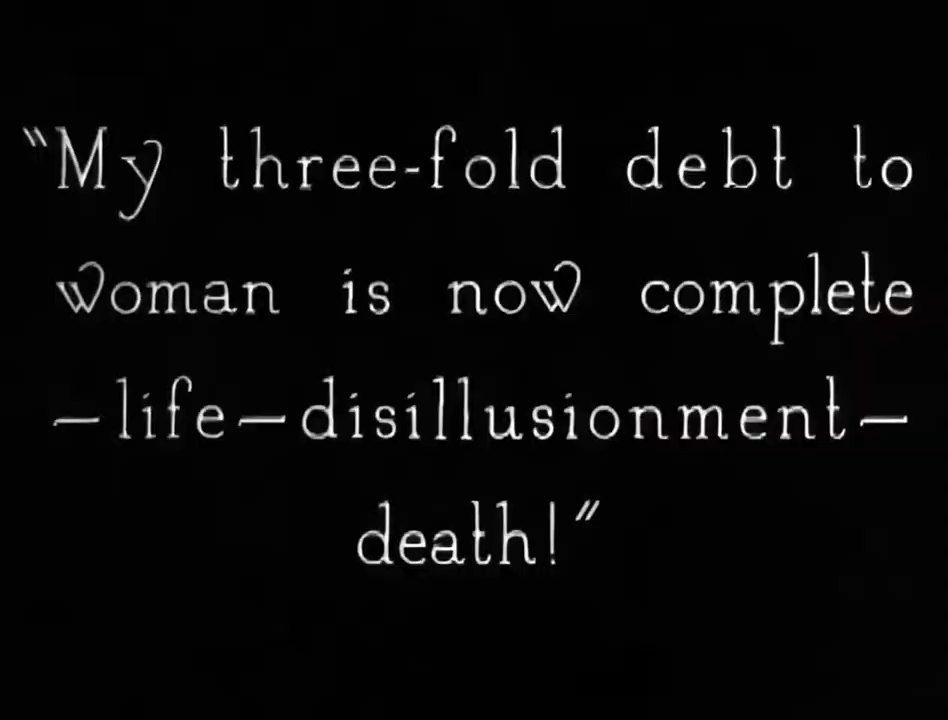 “My three-fold debt to
woman is now complete
—life—disillusionment—
death!”